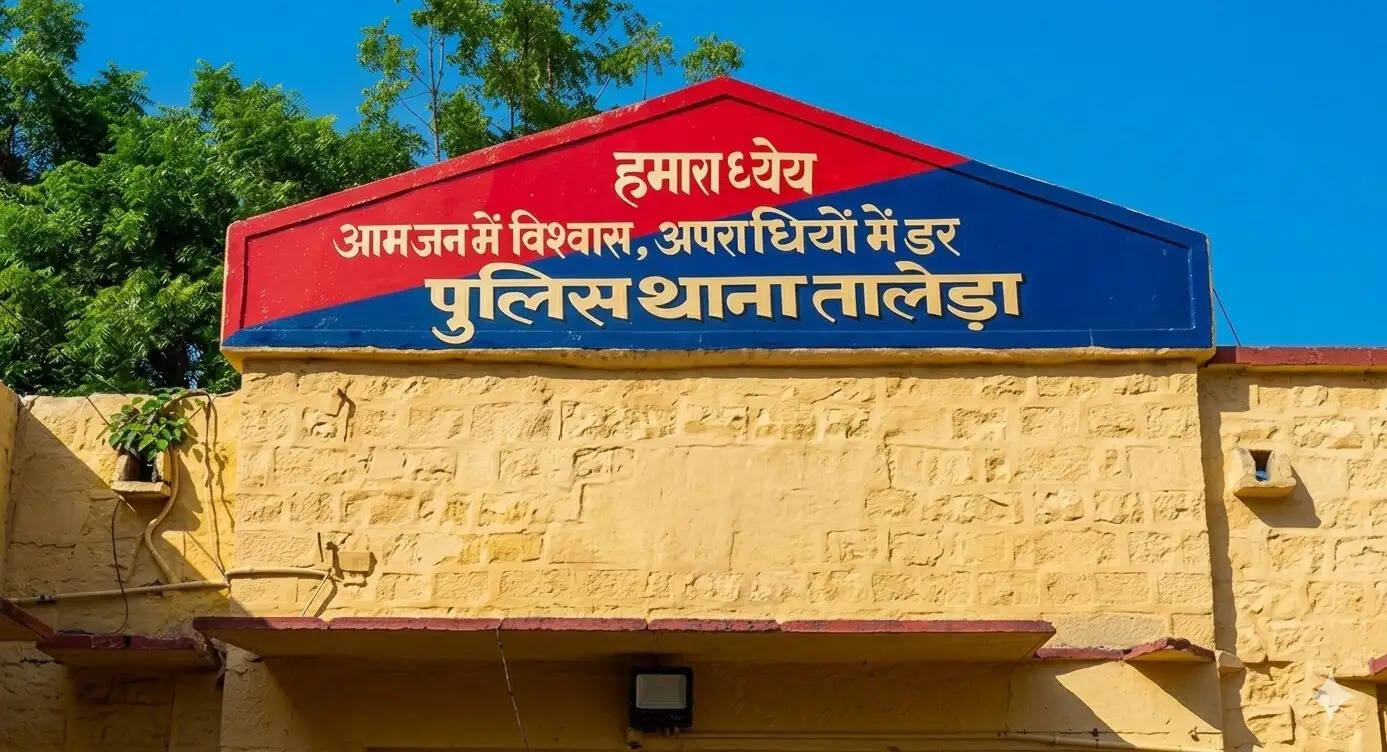 हमारा ध्येय
आमजन में विश्वास, अपराधियों में डर
पुलिस थाना तालेड़ा